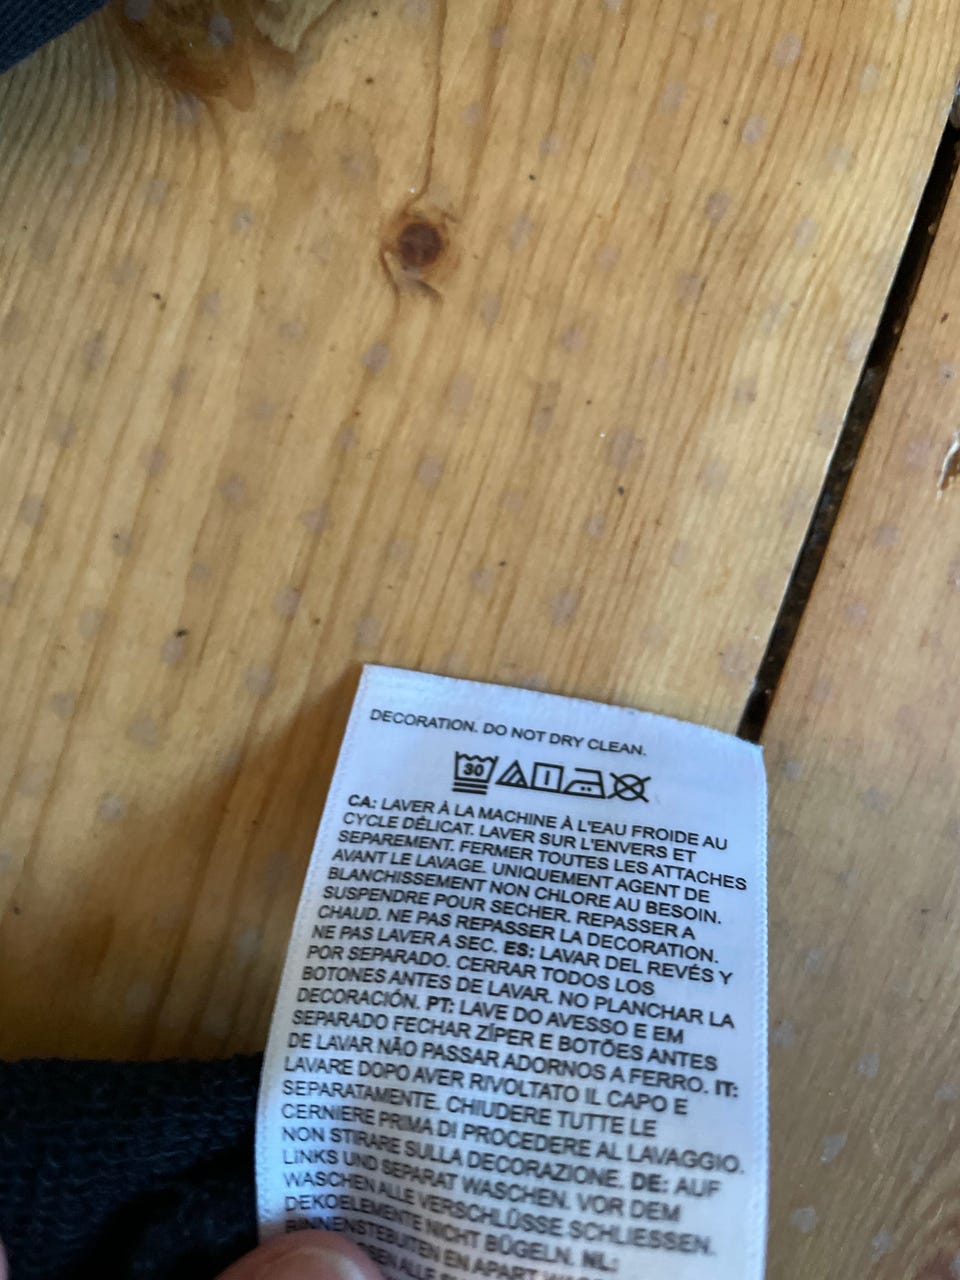 DECORATION. DO NOT DRY CLEAN.
30
CA: LAVER À LA MACHINE À L'EAU FROIDE AU
CYCLE DÉLICAT. LAVER SUR L'ENVERS ET
SEPAREMENT. FERMER TOUTES LES ATTACHES
AVANT LE LAVAGE. UNIQUEMENT AGENT DE
BLANCHISSEMENT NON CHLORE AU BESOIN.
SUSPENDRE POUR SECHER. REPASSER A
CHAUD. NE PAS REPASSER LA DECORATION.
NE PAS LAVER A SEC. ES: LAVAR DEL REVÉS Y
POR SEPARADO. CERRAR TODOS LOS
BOTONES ANTES DE LAVAR. NO PLANCHAR LA
DECORACIÓN. PT: LAVE DO AVESSO E EM
SEPARADO FECHAR ZÍPER E BOTÕES ANTES
DE LAVAR NÃO PASSAR ADORNOS A FERRO. IT:
LAVARE DOPO AVER RIVOLTATO IL CAPO E
SEPARATAMENTE. CHIUDERE TUTTE LE
CERNIERE PRIMA DI PROCEDERE AL LAVAGGIO.
NON STIRARE SULLA DECORAZIONE. DE: AUF
LINKS UND SEPARAT WASCHEN. VOR DEM
WASCHEN ALLE VERSCHLÜSSE SCHLIESSEN.
DEKOELEMENTE NICHT BÜGELN. NL:
BINNENSTEBUITEN EN APART